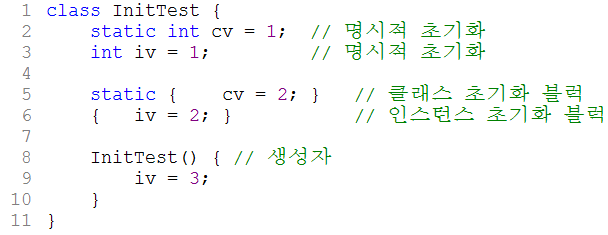 1 class InitTest {
2     static int cv = 1;  // 명시적 초기화
3     int iv = 1;         // 명시적 초기화
4
5     static {    cv = 2; }   // 클래스 초기화 블럭
6     {   iv = 2; }           // 인스턴스 초기화 블럭
7
8     InitTest() { // 생성자
9         iv = 3;
10     }
11 }